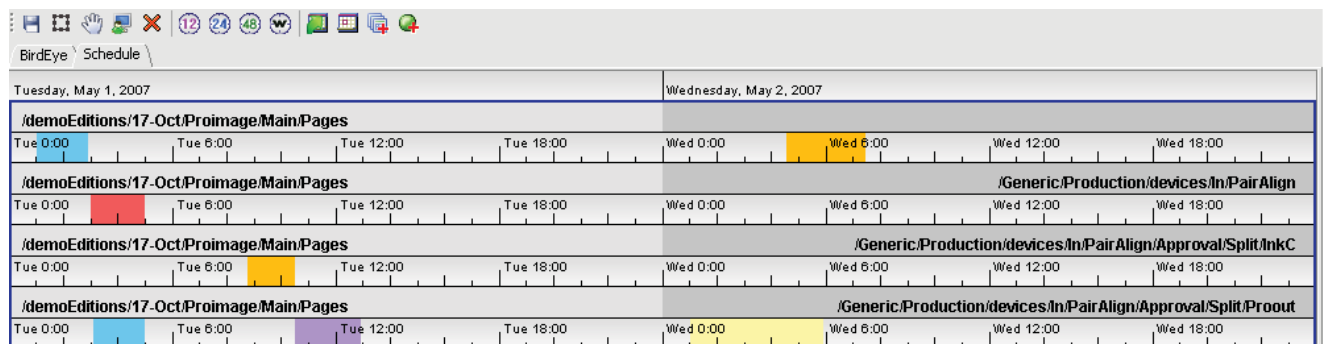 12 24 48 W
BirdEye Schedule
Tuesday, May 1, 2007 Wednesday, May 2, 2007
/demoEditions/17-Oct/Proimage/Main/Pages
Tue 0:00 Tue 6:00 Tue 12:00 Tue 18:00 Wed 0:00 Wed 6:00 Wed 12:00 Wed 18:00
/demoEditions/17-Oct/Proimage/Main/Pages /Generic/Production/devices/In/PairAlign
Tue 0:00 Tue 6:00 Tue 12:00 Tue 18:00 Wed 0:00 Wed 6:00 Wed 12:00 Wed 18:00
/demoEditions/17-Oct/Proimage/Main/Pages /Generic/Production/devices/In/PairAlign/Approval/Split/InkC
Tue 0:00 Tue 6:00 Tue 12:00 Tue 18:00 Wed 0:00 Wed 6:00 Wed 12:00 Wed 18:00
/demoEditions/17-Oct/Proimage/Main/Pages /Generic/Production/devices/In/PairAlign/Approval/Split/Proout
Tue 0:00 Tue 6:00 Tue 12:00 Tue 18:00 Wed 0:00 Wed 6:00 Wed 12:00 Wed 18:00